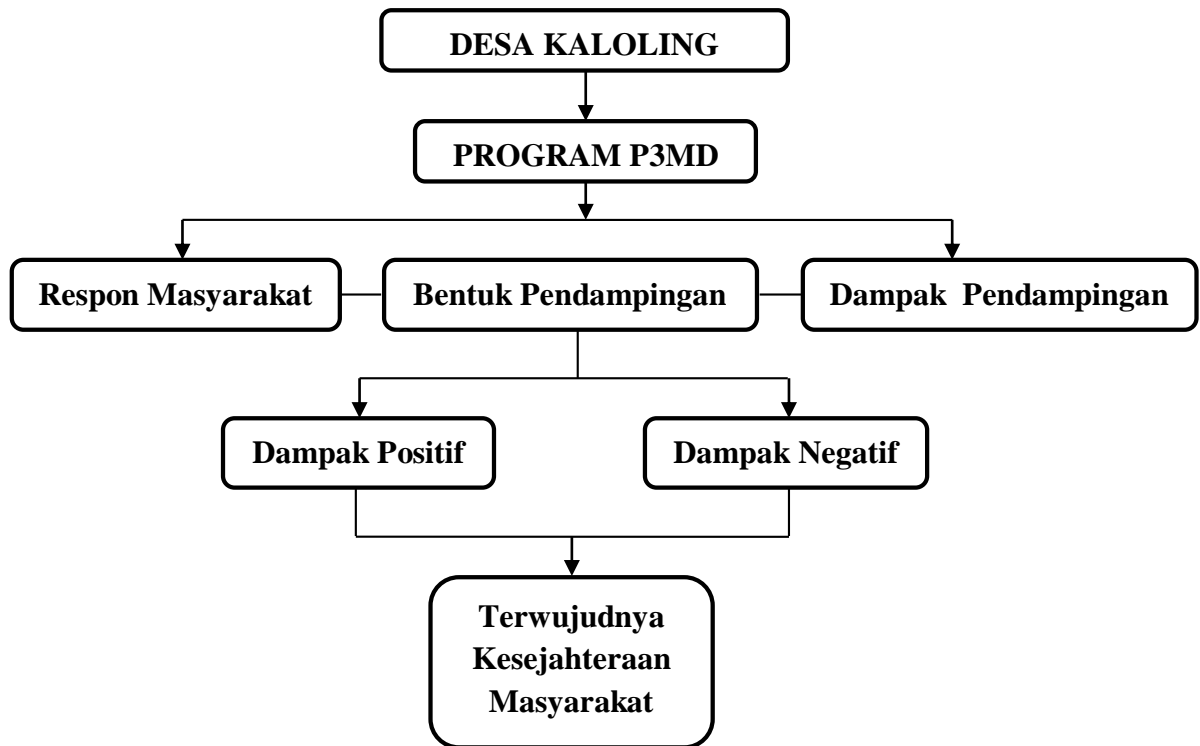 DESA KALOLING
PROGRAM P3MD
Respon Masyarakat
Bentuk Pendampingan
Dampak Pendampingan
Dampak Positif
Dampak Negatif
Terwujudnya
Kesejahteraan
Masyarakat